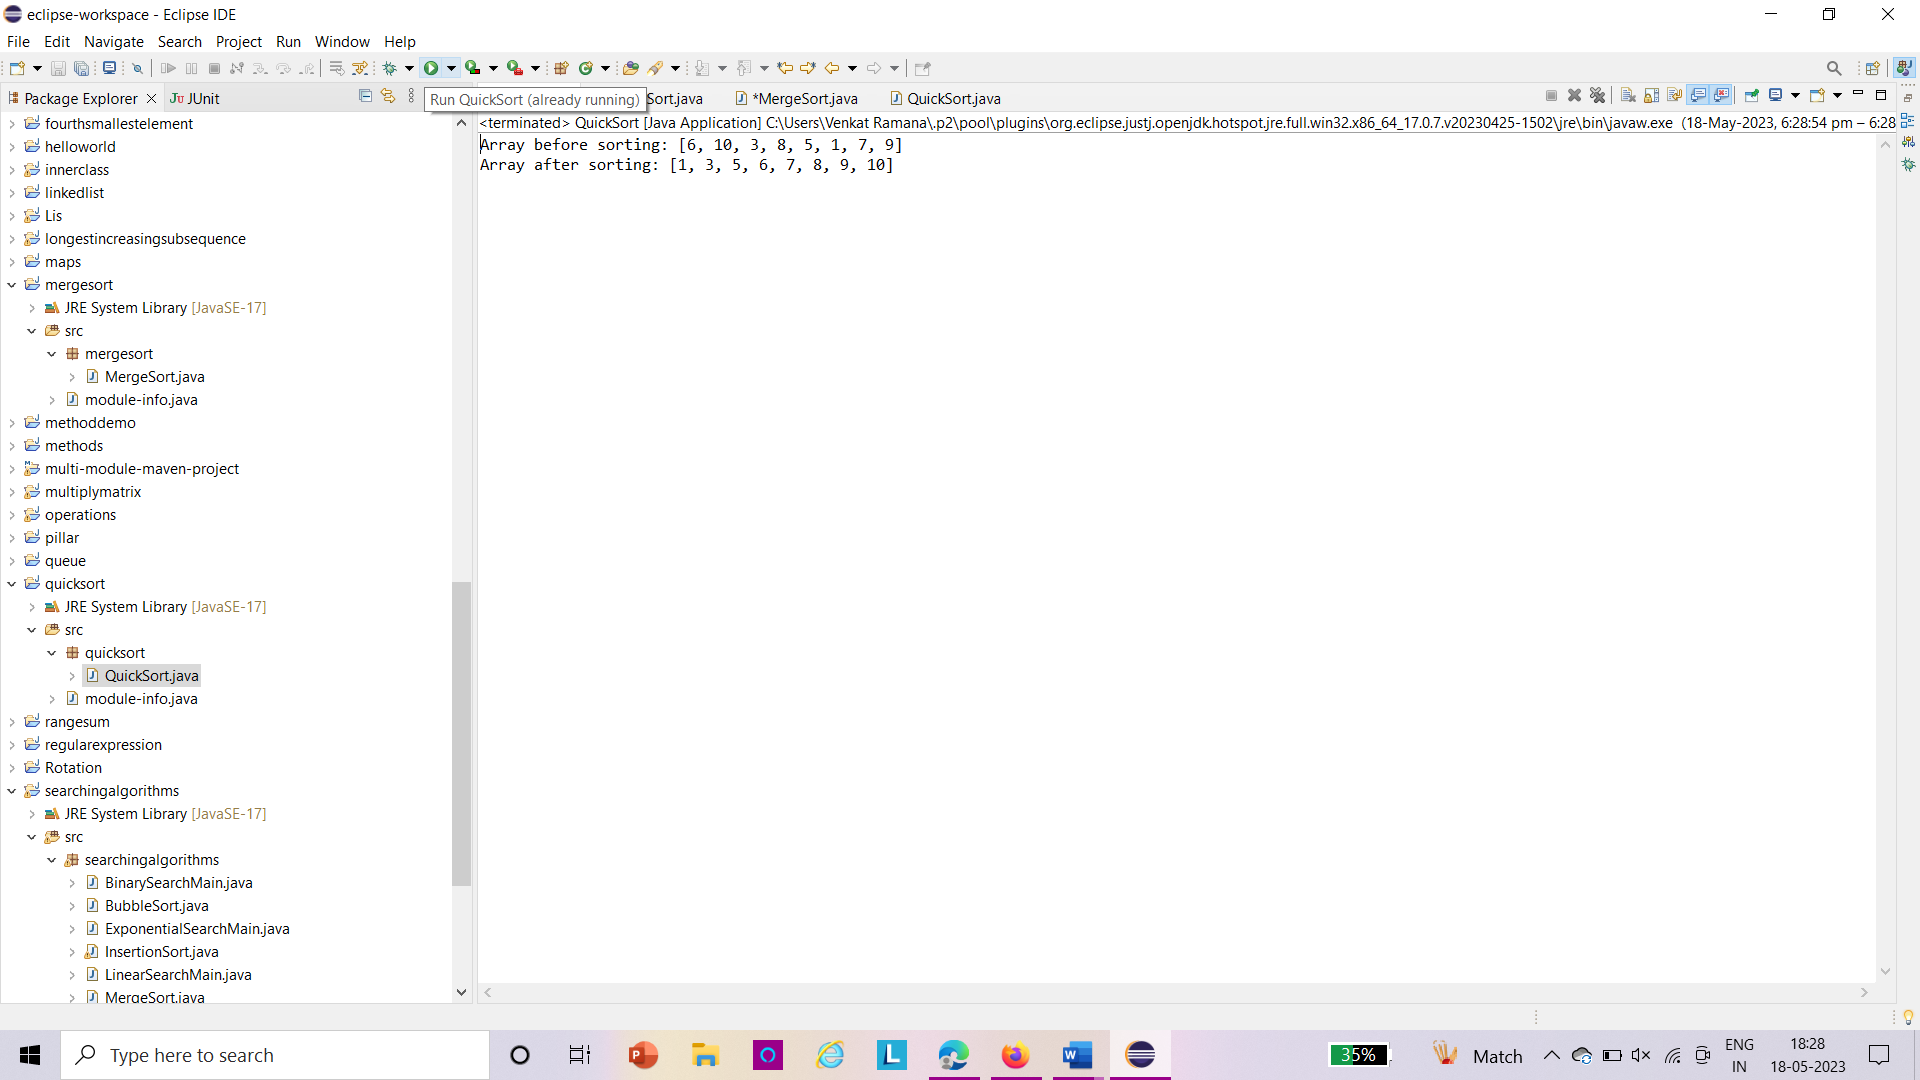 eclipse-workspace - Eclipse IDE
File Edit Navigate Search Project Run Window Help
Package Explorer JUnit
Run QuickSort (already running)
Sort.java *MergeSort.java QuickSort.java
<terminated> QuickSort [Java Application] C:\Users\Venkat Ramana\.p2\pool\plugins\org.eclipse.justj.openjdk.hotspot.jre.full.win32.x86_64_17.0.7.v20230425-1502\jre\bin\javaw.exe (18-May-2023, 6:28:54 pm – 6:28
Array before sorting: [6, 10, 3, 8, 5, 1, 7, 9]
Array after sorting: [1, 3, 5, 6, 7, 8, 9, 10]
fourthsmallestelement
helloworld
innerclass
linkedlist
Lis
longestincreasingsubsequence
maps
mergesort
JRE System Library [JavaSE-17]
src
mergesort
MergeSort.java
module-info.java
methoddemo
methods
multi-module-maven-project
multiplymatrix
operations
pillar
queue
quicksort
JRE System Library [JavaSE-17]
src
quicksort
QuickSort.java
module-info.java
rangesum
regularexpression
Rotation
searchingalgorithms
JRE System Library [JavaSE-17]
src
searchingalgorithms
BinarySearchMain.java
BubbleSort.java
ExponentialSearchMain.java
InsertionSort.java
LinearSearchMain.java
MergeSort.java
Type here to search
35%
Match
ENG
IN
18:28
18-05-2023